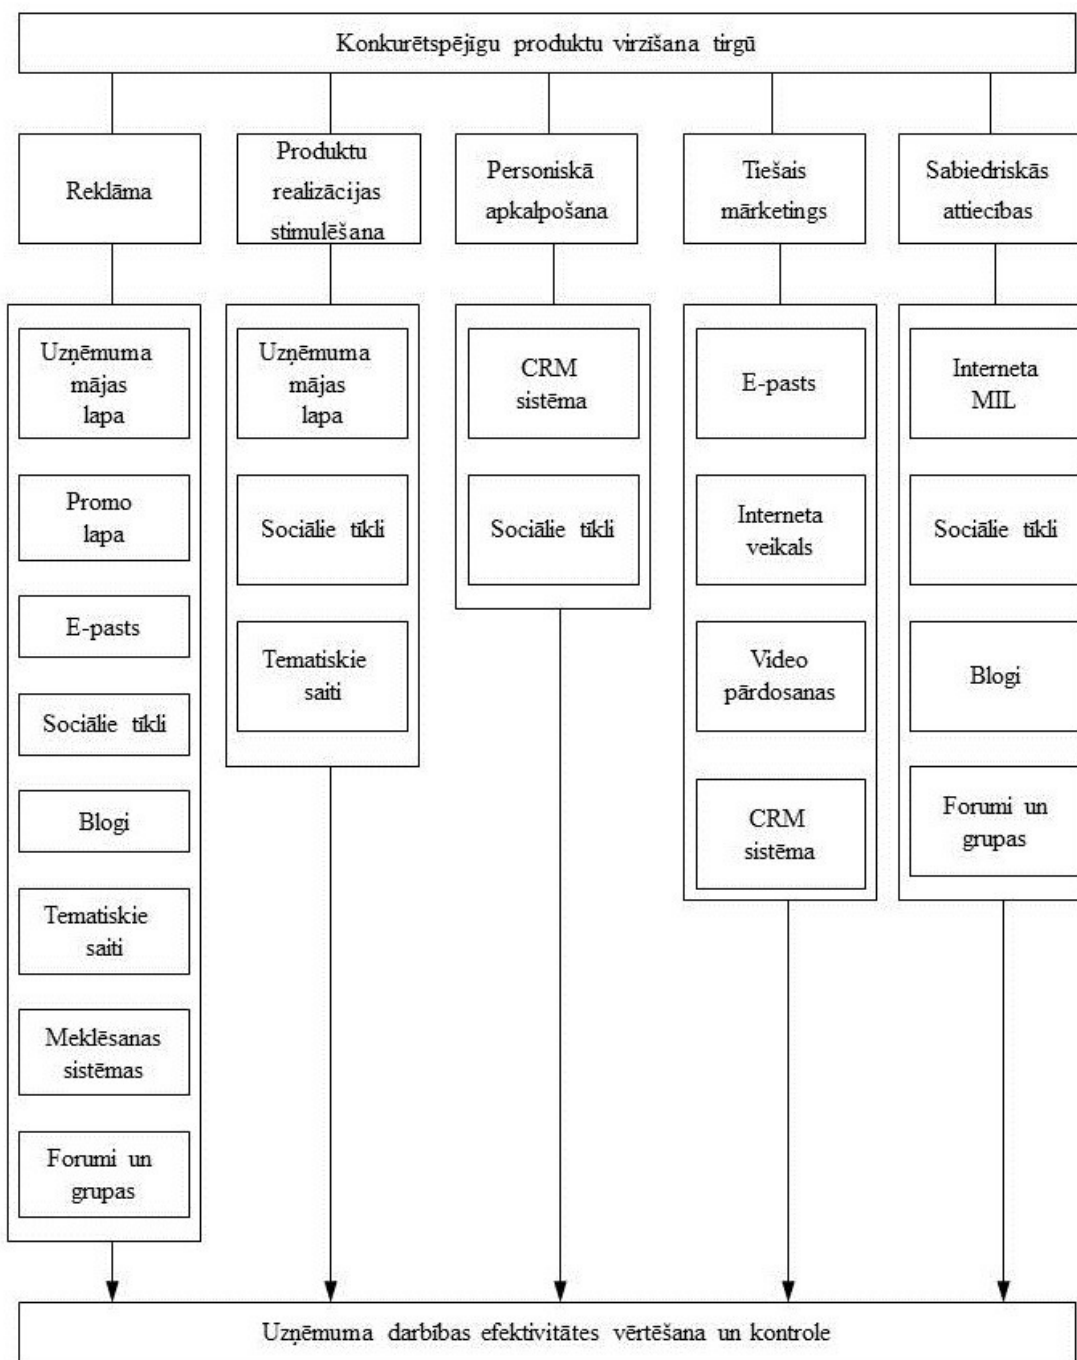 Konkurētspējīgu produktu virzīšana tirgū
Reklāma
Produktu
realizācijas
stimulēšana
Personiskā
apkalpošana
Tiešais
mārketings
Sabiedriskās
attiecības
Uzņēmuma
mājas
lapa
Promo
lapa
E-pasts
Sociālie tīkli
Blogi
Tematiskie
saiti
Meklēsanas
sistēmas
Forumi un
grupas
Uzņēmuma
mājas
lapa
Sociālie tīkli
Tematiskie
saiti
CRM
sistēma
Sociālie tīkli
E-pasts
Interneta
veikals
Video
pārdosanas
CRM
sistēma
Interneta
MIL
Sociālie tīkli
Blogi
Forumi un
grupas
Uzņēmuma darbības efektivitātes vērtēšana un kontrole